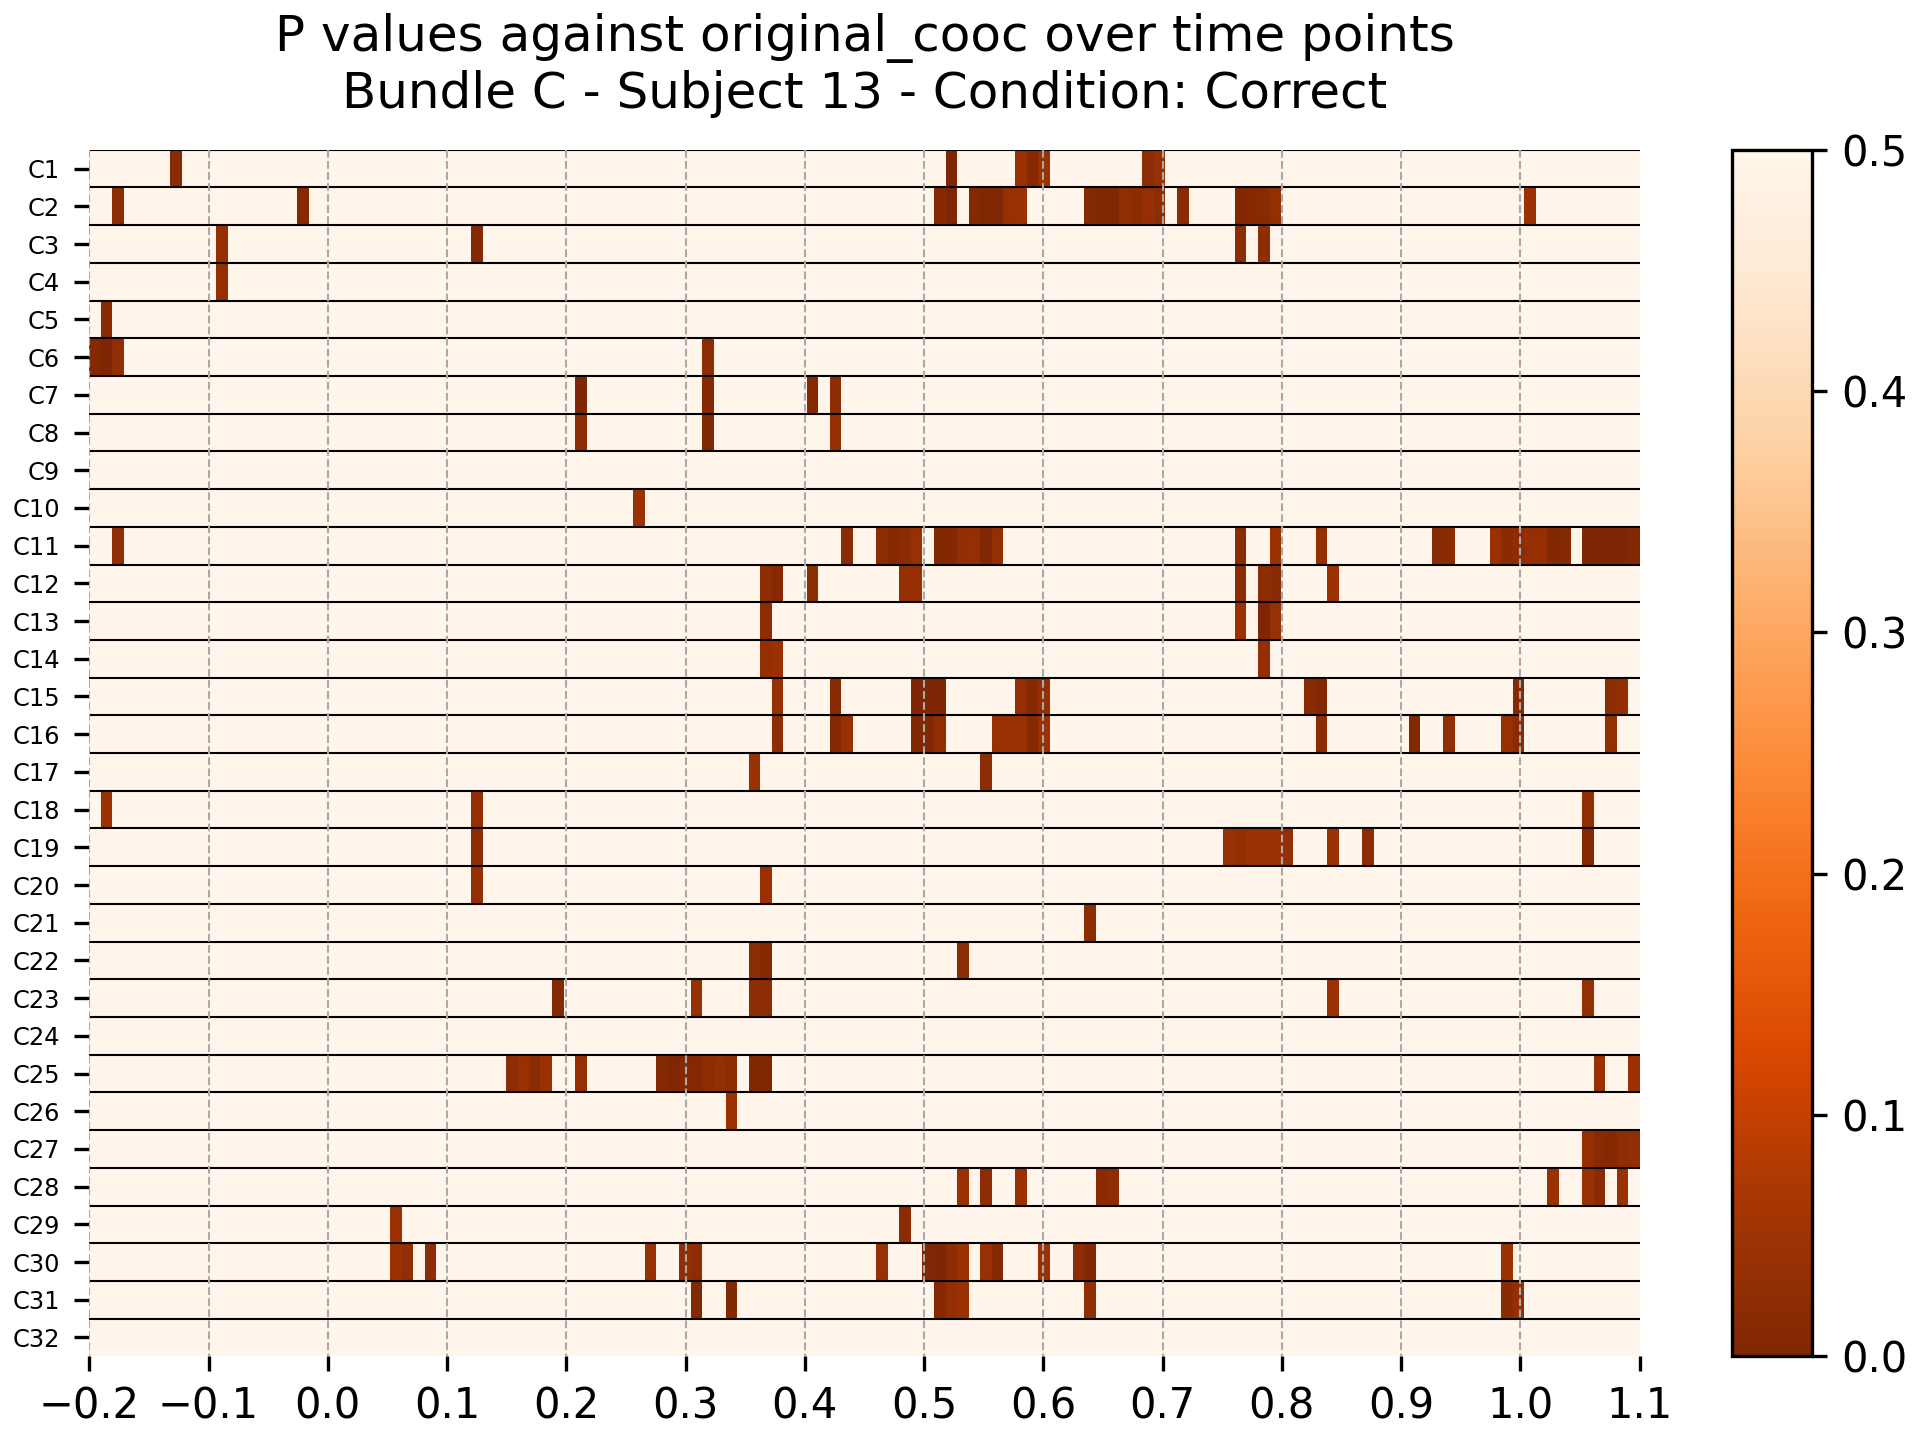 P values against original_cooc over time points
Bundle C - Subject 13 - Condition: Correct
C1
C2
C3
C4
C5
C6
C7
C8
C9
C10
C11
C12
C13
C14
C15
C16
C17
C18
C19
C20
C21
C22
C23
C24
C25
C26
C27
C28
C29
C30
C31
C32
−0.2 −0.1 0.0 0.1 0.2 0.3 0.4 0.5 0.6 0.7 0.8 0.9 1.0 1.1
0.5
0.4
0.3
0.2
0.1
0.0